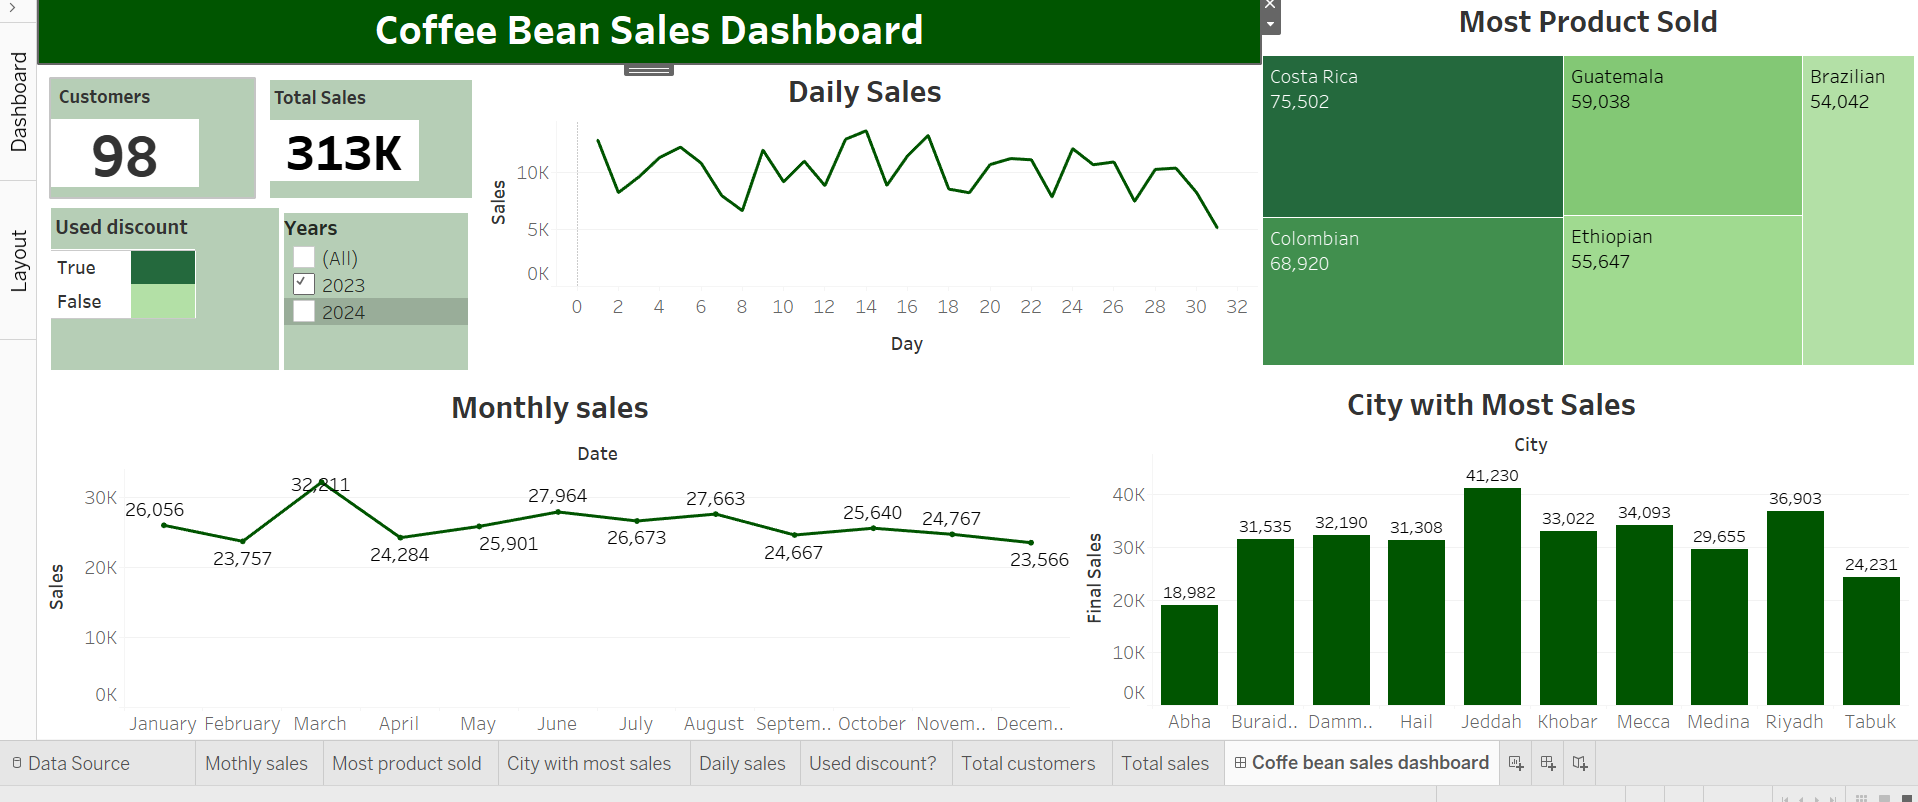 Dashboard
Layout
Coffee Bean Sales Dashboard
Customers
98
Total Sales
313K
Used discount
True
False
Years
(All)
2023
2024
Daily Sales
Sales
10K
5K
0K
0 2 4 6 8 10 12 14 16 18 20 22 24 26 28 30 32
Day
Most Product Sold
Costa Rica
75,502
Colombian
68,920
Guatemala
59,038
Ethiopian
55,647
Brazilian
54,042
Monthly sales
Date
Sales
30K
20K
10K
0K
26,056
23,757
32,211
24,284
25,901
27,964
26,673
27,663
24,667
25,640
24,767
23,566
January February March April May June July August Septem.. October Novem.. Decem..
City with Most Sales
City
Final Sales
40K
30K
20K
10K
0K
18,982
31,535
32,190
31,308
41,230
33,022
34,093
29,655
36,903
24,231
Abha Buraid.. Damm.. Hail Jeddah Khobar Mecca Medina Riyadh Tabuk
Data Source Mothly sales Most product sold City with most sales Daily sales Used discount? Total customers Total sales Coffe bean sales dashboard